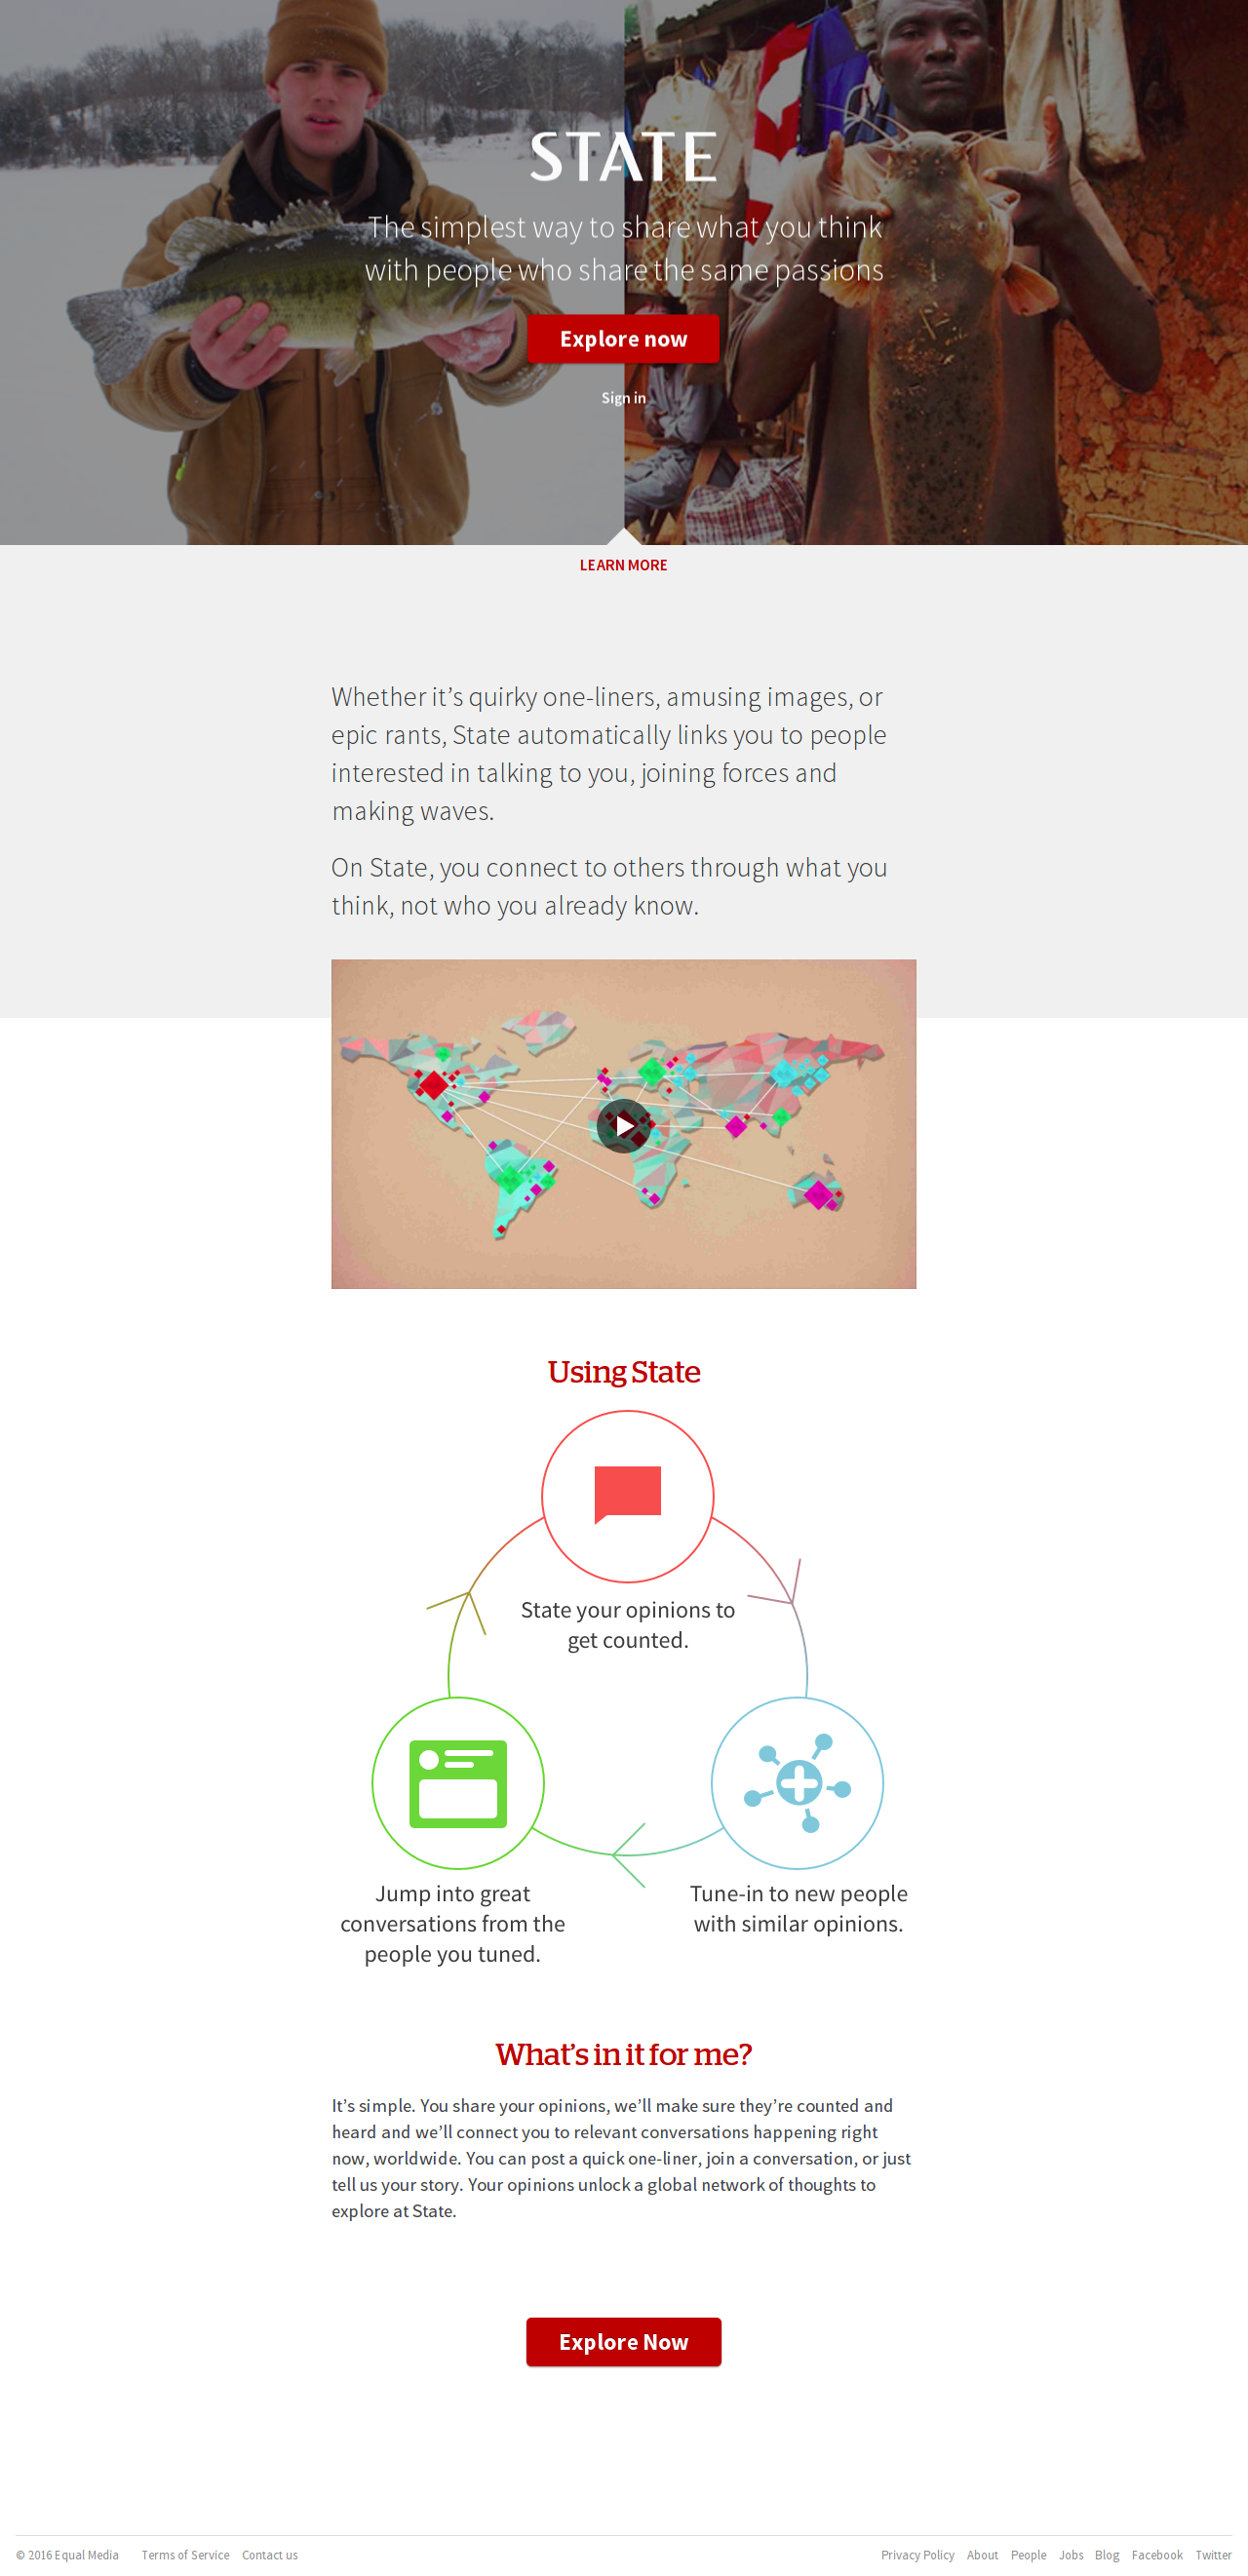 STATE
The simplest way to share what you think
with people who share the same passions
Explore now
Sign in
LEARN MORE
Whether it’s quirky one-liners, amusing images, or
epic rants, State automatically links you to people
interested in talking to you, joining forces and
making waves.
On State, you connect to others through what you
think, not who you already know.
Using State
State your opinions to
get counted.
Jump into great
conversations from the
people you tuned.
Tune-in to new people
with similar opinions.
What’s in it for me?
It’s simple. You share your opinions, we’ll make sure they’re counted and
heard and we’ll connect you to relevant conversations happening right
now, worldwide. You can post a quick one-liner, join a conversation, or just
tell us your story. Your opinions unlock a global network of thoughts to
explore at State.
Explore Now
© 2016 Equal Media Terms of Service Contact us Privacy Policy About People Jobs Blog Facebook Twitter